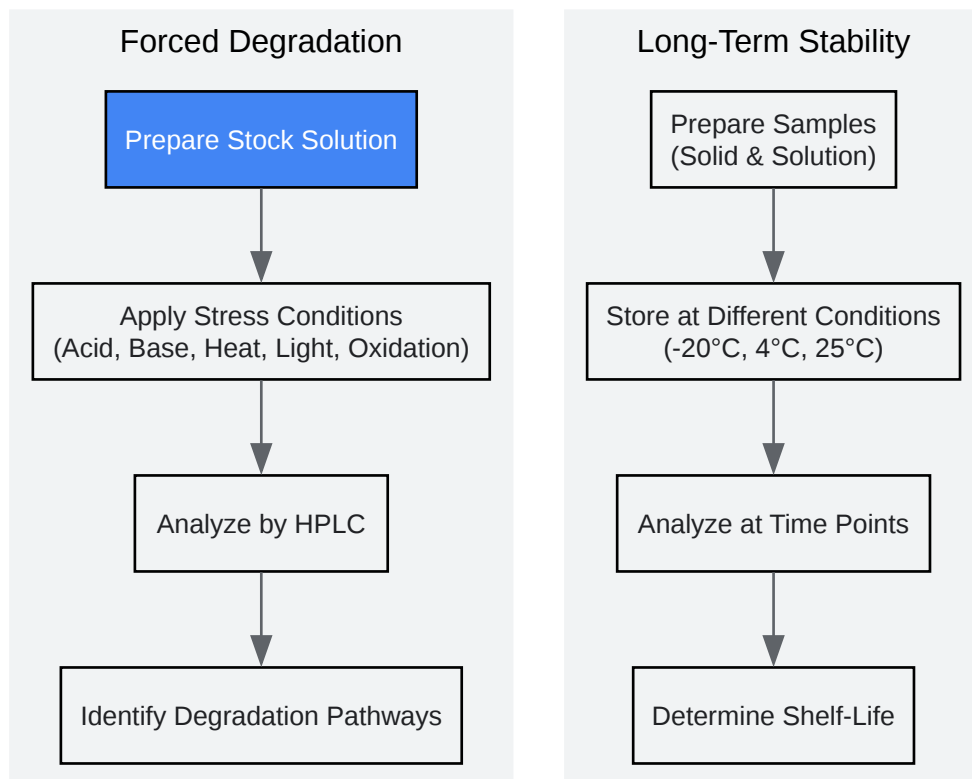 Forced Degradation
Prepare Stock Solution
Apply Stress Conditions
(Acid, Base, Heat, Light, Oxidation)
Analyze by HPLC
Identify Degradation Pathways
Long-Term Stability
Prepare Samples
(Solid & Solution)
Store at Different Conditions
(-20°C, 4°C, 25°C)
Analyze at Time Points
Determine Shelf-Life